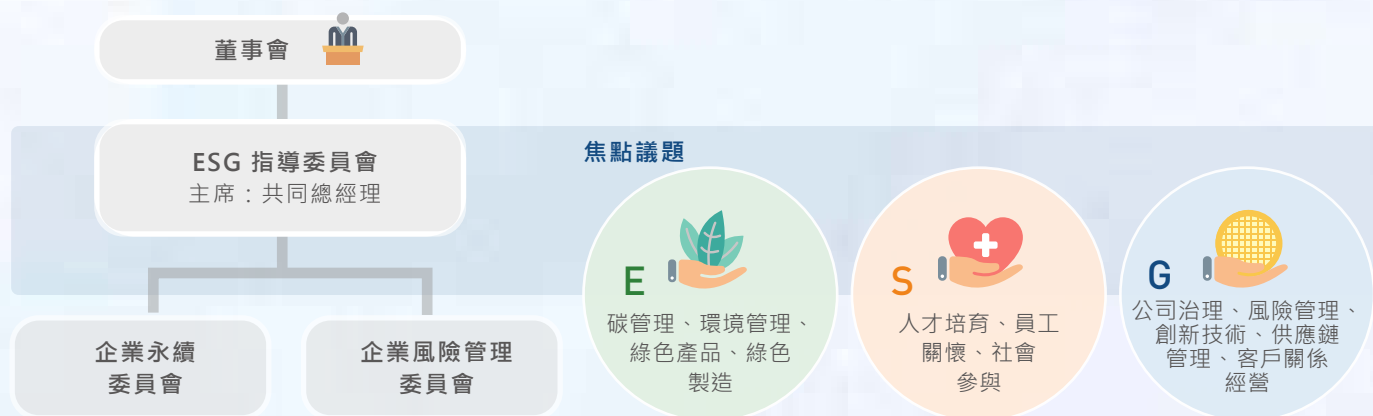 董事會
ESG 指導委員會
主席：共同總經理
企業永續
委員會
企業風險管理
委員會
焦點議題
E
碳管理、環境管理、
綠色產品、綠色
製造
S
人才培育、員工
關懷、社會
參與
G
公司治理、風險管理、
創新技術、供應鏈
管理、客戶關係
經營